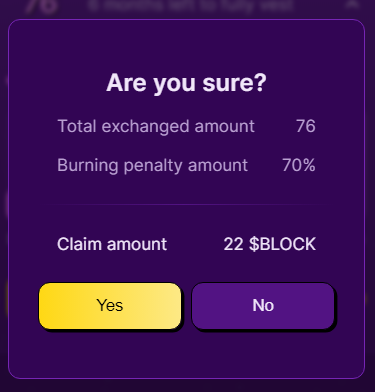 76 6 months left to fully vest
Are you sure?
Total exchanged amount 76
Burning penalty amount 70%
Claim amount 22 $BLOCK
Yes No